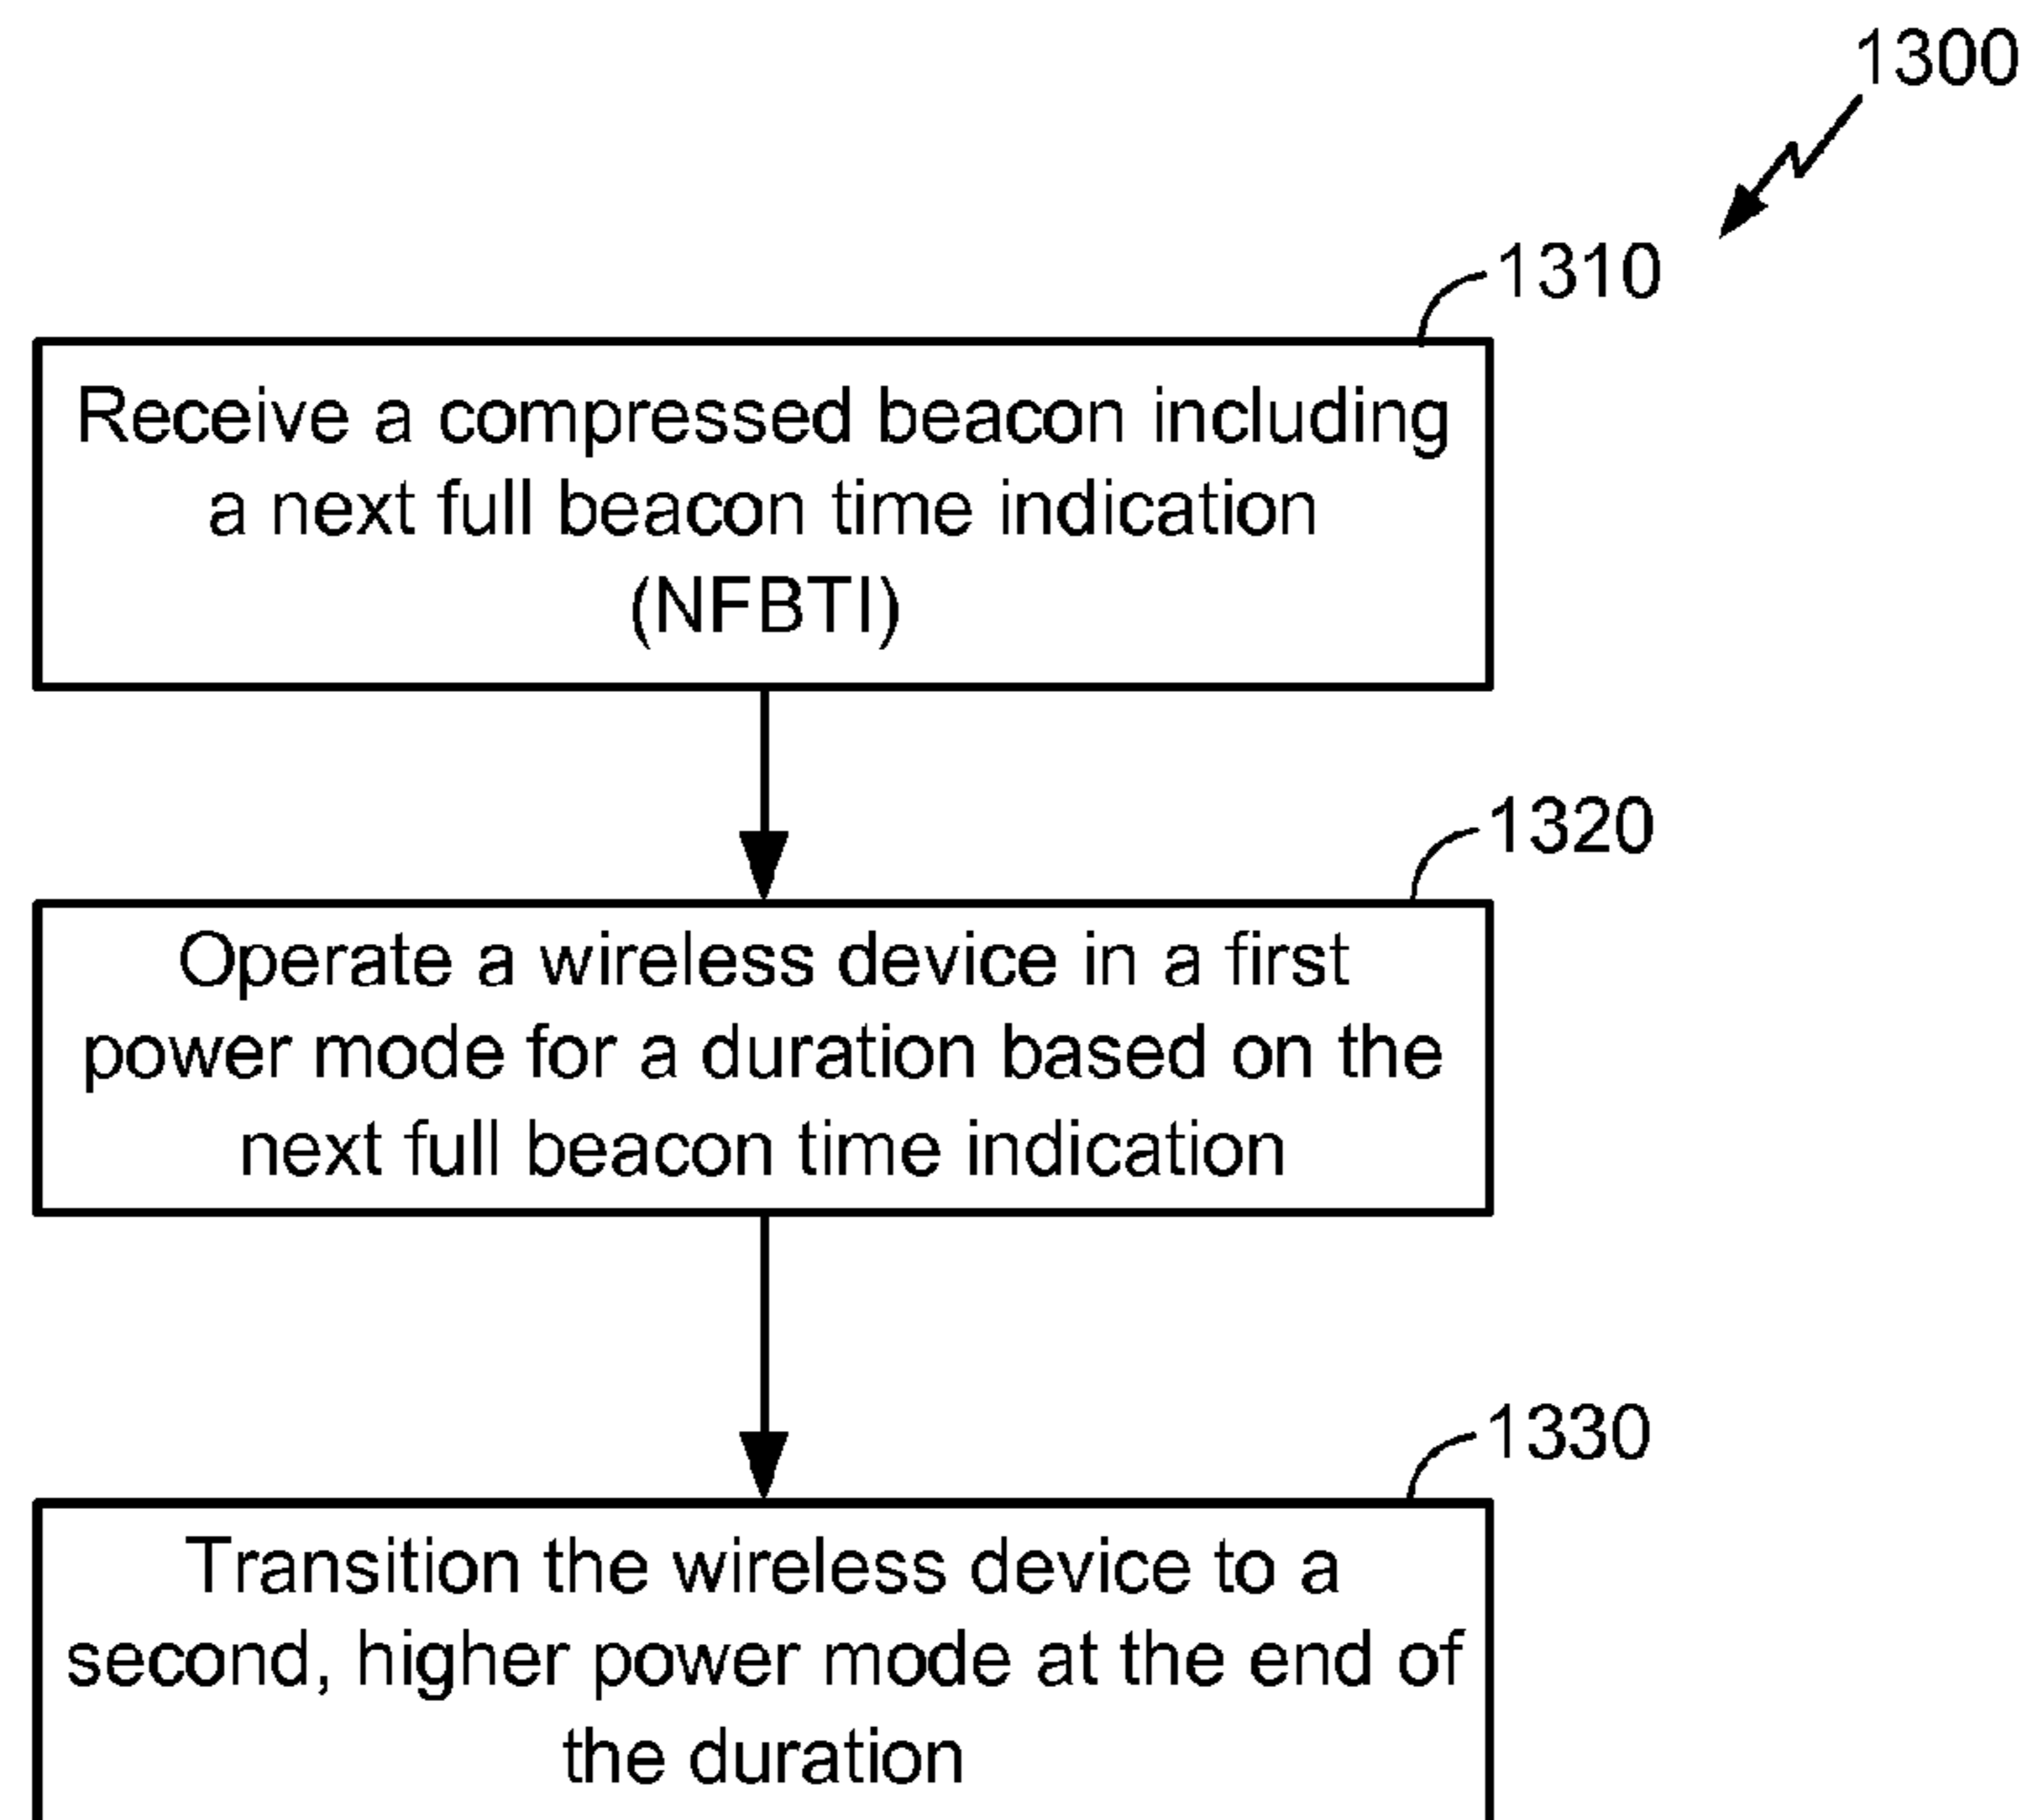 1300
1310
Receive a compressed beacon including
a next full beacon time indication
(NFBTI)
1320
Operate a wireless device in a first
power mode for a duration based on the
next full beacon time indication
1330
Transition the wireless device to a
second, higher power mode at the end of
the duration